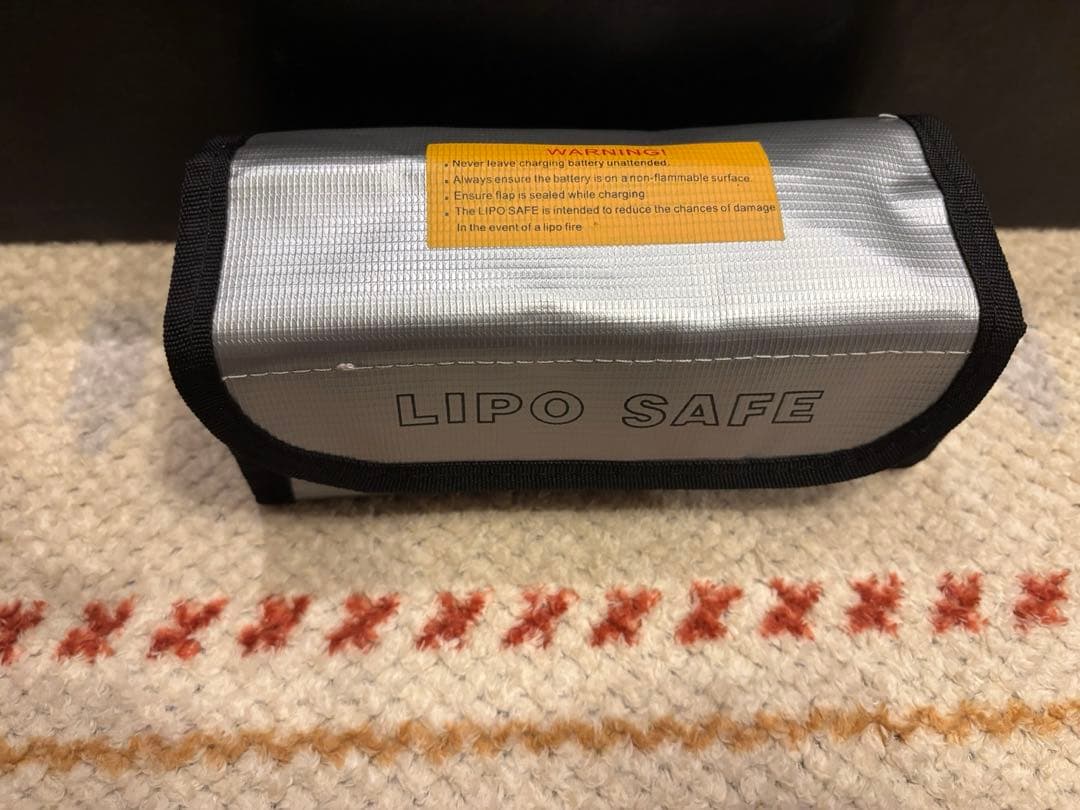 WARNING!
• Never leave charging battery unattended.
• Always ensure the battery is on a non-flammable surface.
• Ensure flap is sealed while charging
• The LIPO SAFE is intended to reduce the chances of damage
In the event of a lipo fire
LIPO SAFE